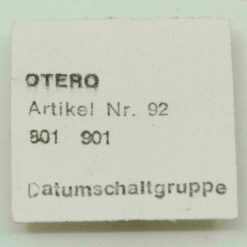 OTERO
Artikel Nr. 92
801 901
Datumschaltgruppe